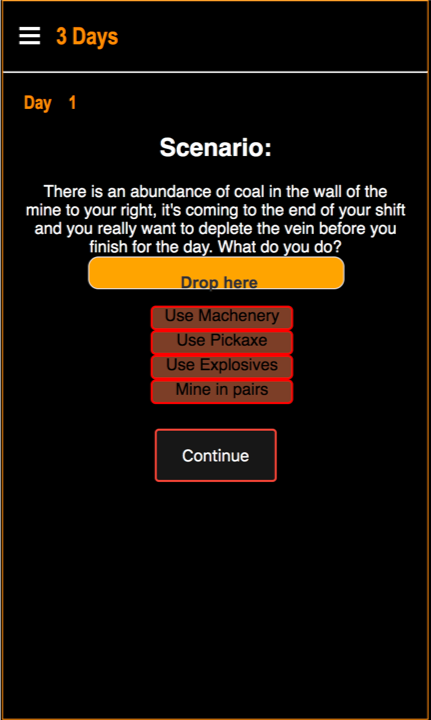 3 Days
Day 1
Scenario:
There is an abundance of coal in the wall of the
mine to your right, it's coming to the end of your shift
and you really want to deplete the vein before you
finish for the day. What do you do?
Drop here
Use Machenery
Use Pickaxe
Use Explosives
Mine in pairs
Continue